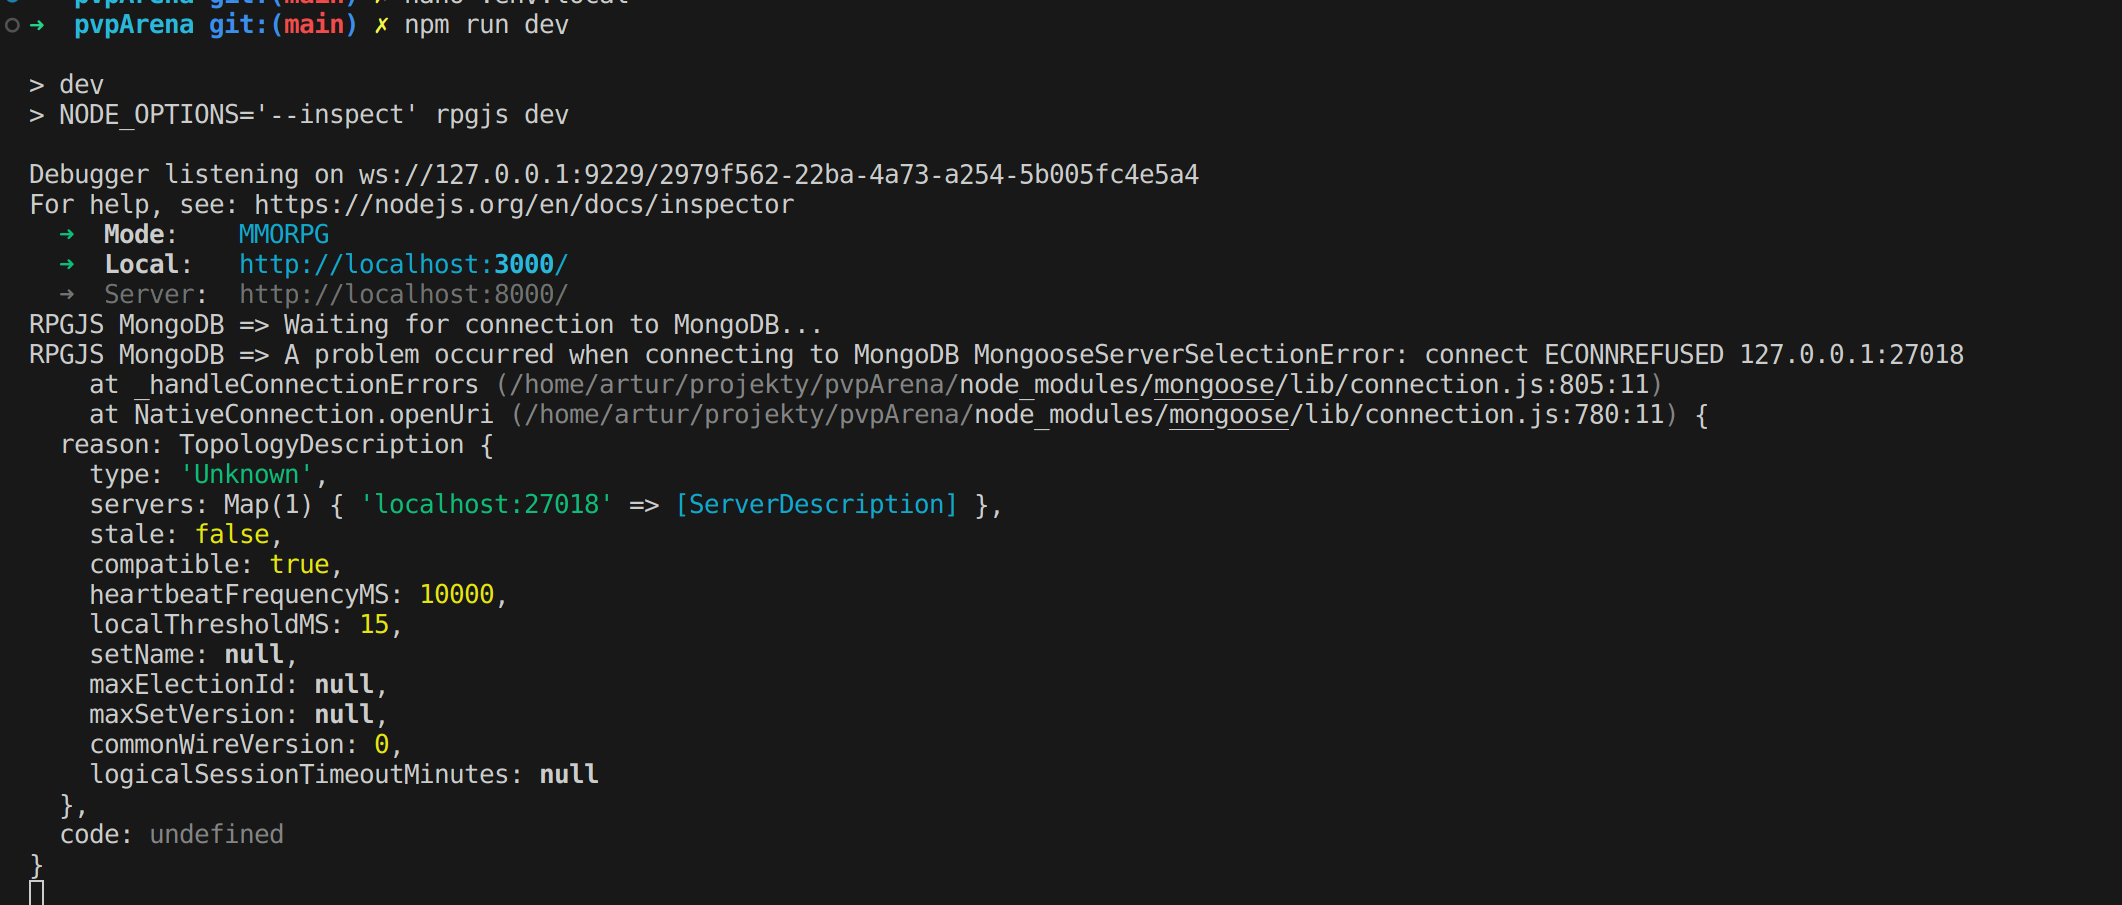 pvpArena git:(main) ✗ nano .env.local
➜  pvpArena git:(main) ✗ npm run dev
> dev
> NODE_OPTIONS='--inspect' rpgjs dev
Debugger listening on ws://127.0.0.1:9229/2979f562-22ba-4a73-a254-5b005fc4e5a4
For help, see: https://nodejs.org/en/docs/inspector
  ➜  Mode:    MMORPG
  ➜  Local:   http://localhost:3000/
  ➜  Server:  http://localhost:8000/
RPGJS MongoDB => Waiting for connection to MongoDB...
RPGJS MongoDB => A problem occurred when connecting to MongoDB MongooseServerSelectionError: connect ECONNREFUSED 127.0.0.1:27018
    at _handleConnectionErrors (/home/artur/projekty/pvpArena/node_modules/mongoose/lib/connection.js:805:11)
    at NativeConnection.openUri (/home/artur/projekty/pvpArena/node_modules/mongoose/lib/connection.js:780:11) {
  reason: TopologyDescription {
    type: 'Unknown',
    servers: Map(1) { 'localhost:27018' => [ServerDescription] },
    stale: false,
    compatible: true,
    heartbeatFrequencyMS: 10000,
    localThresholdMS: 15,
    setName: null,
    maxElectionId: null,
    maxSetVersion: null,
    commonWireVersion: 0,
    logicalSessionTimeoutMinutes: null
  },
  code: undefined
}